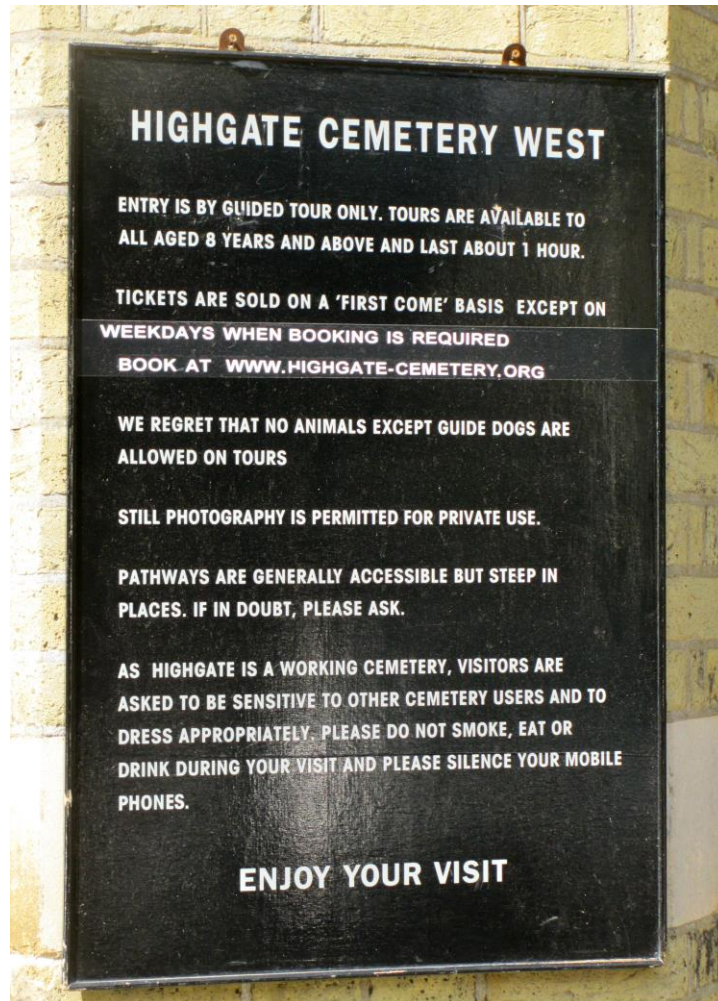 HIGHGATE CEMETERY WEST
ENTRY IS BY GUIDED TOUR ONLY. TOURS ARE AVAILABLE TO
ALL AGED 8 YEARS AND ABOVE AND LAST ABOUT 1 HOUR.
TICKETS ARE SOLD ON A 'FIRST COME' BASIS EXCEPT ON
WEEKDAYS WHEN BOOKING IS REQUIRED
BOOK AT WWW.HIGHGATE-CEMETERY.ORG
WE REGRET THAT NO ANIMALS EXCEPT GUIDE DOGS ARE
ALLOWED ON TOURS
STILL PHOTOGRAPHY IS PERMITTED FOR PRIVATE USE.
PATHWAYS ARE GENERALLY ACCESSIBLE BUT STEEP IN
PLACES. IF IN DOUBT, PLEASE ASK.
AS HIGHGATE IS A WORKING CEMETERY, VISITORS ARE
ASKED TO BE SENSITIVE TO OTHER CEMETERY USERS AND TO
DRESS APPROPRIATELY. PLEASE DO NOT SMOKE, EAT OR
DRINK DURING YOUR VISIT AND PLEASE SILENCE YOUR MOBILE
PHONES.
ENJOY YOUR VISIT